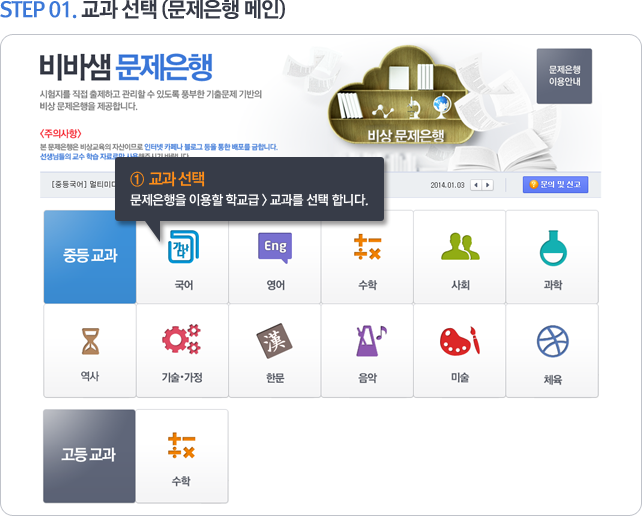 STEP 01. 교과 선택 (문제은행 메인)
비바샘 문제은행
시험지를 직접 출제하고 관리할 수 있도록 풍부한 기출문제 기반의
비상 문제은행을 제공합니다.
비상 문제은행
문제은행
이용안내
<주의사항>
본 문제은행은 비상교육의 자산이므로 인터넷 카페나 블로그 등을 통한 배포를 금합니다.
선생님들의 교수 학습 자료로만
[중등국어] 멀티미디
2014.01.03
문의 및 신고
① 교과 선택
문제은행을 이용할 학교급 > 교과를 선택 합니다.
중등 교과
국어
Eng
영어
수학
사회
과학
역사
기술·가정
漢
한문
음악
미술
체육
고등 교과
수학